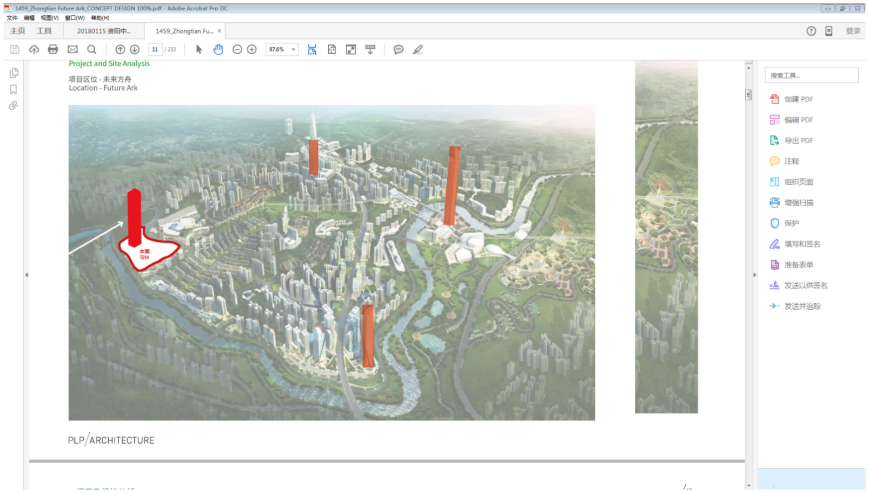 1459_Zhongtian Future Ark_CONCEPT DESIGN 100%.pdf - Adobe Acrobat Pro DC
文件 编辑 视图(V) 窗口(W) 帮助(H)
主页 工具 20180115 贵阳中... 1459_Zhongtian Fu... × 登录
11 / 233 87.6%
Project and Site Analysis
项目区位 - 未来方舟
Location - Future Ark
本案
Site
PLP/ARCHITECTURE
搜索工具...
创建 PDF
编辑 PDF
导出 PDF
注释
组织页面
增强扫描
保护
填写和签名
准备表单
发送以供签名
发送并追踪